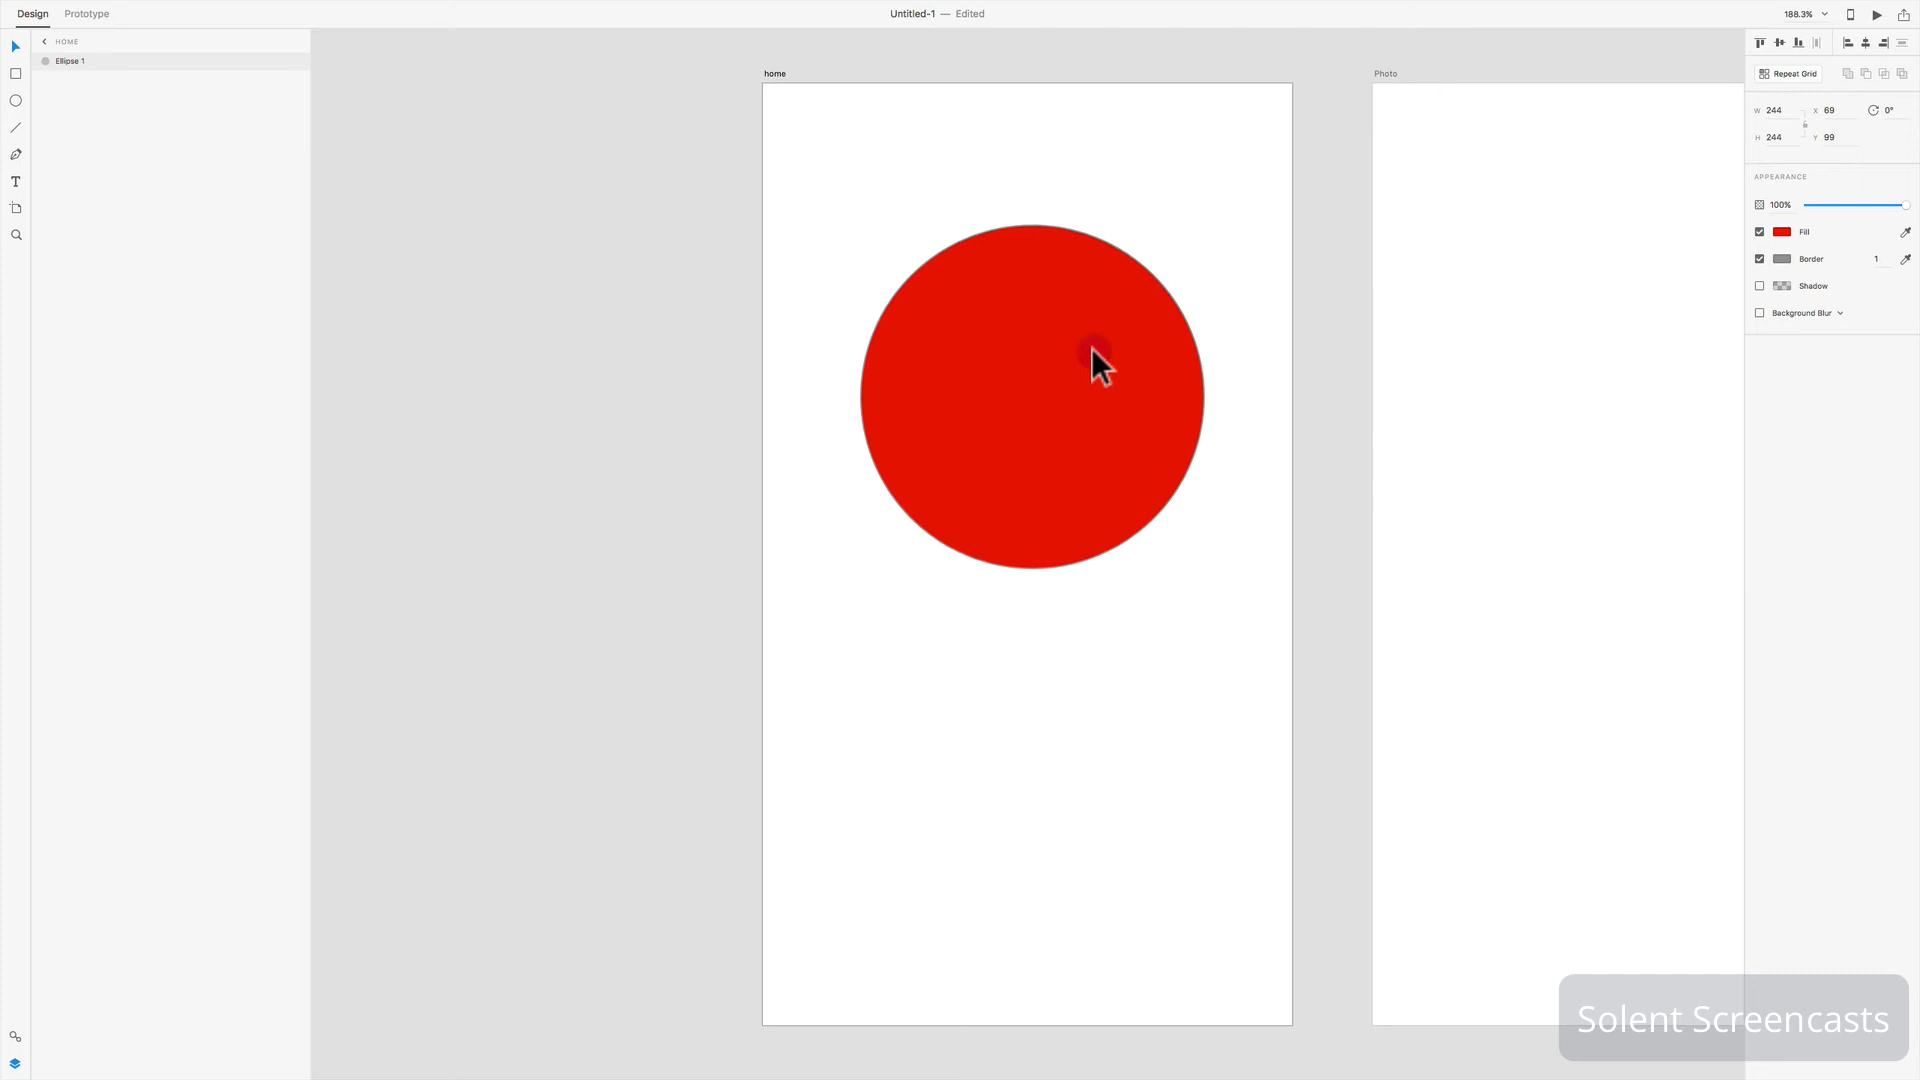 Design Prototype
Untitled-1 — Edited
188.3%
HOME
Ellipse 1
home
Photo
Repeat Grid
W 244 X 69 0°
H 244 Y 99
APPEARANCE
100%
Fill
Border 1
Shadow
Background Blur
T
Solent Screencasts